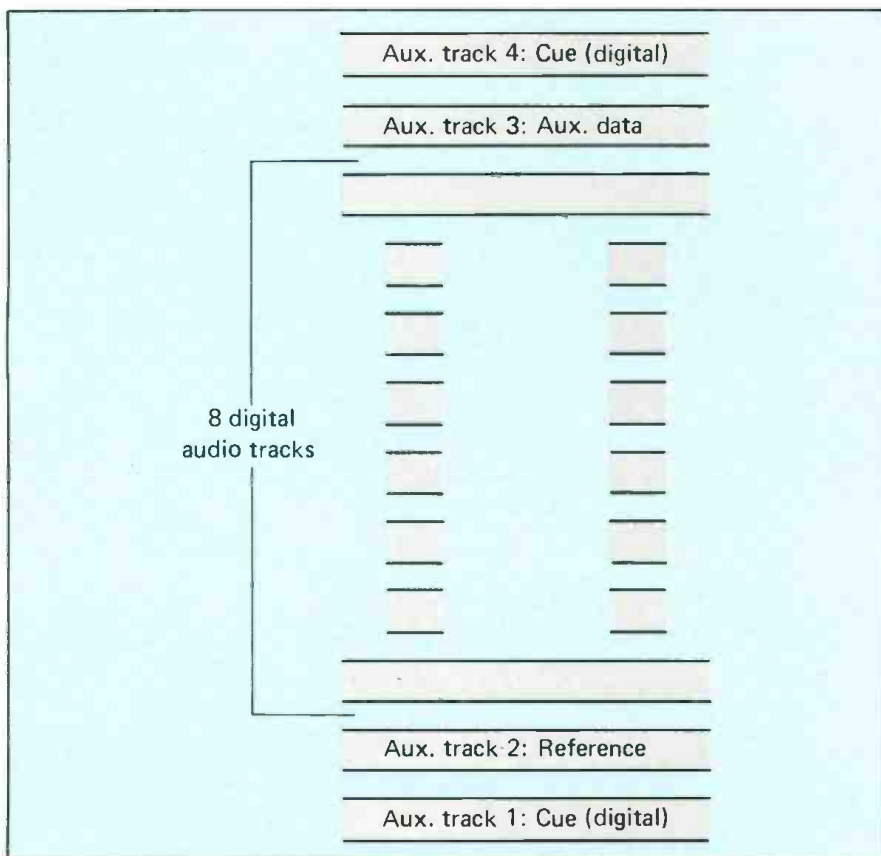 Aux. track 4: Cue (digital)
Aux. track 3: Aux. data
8 digital
audio tracks
Aux. track 2: Reference
Aux. track 1: Cue (digital)